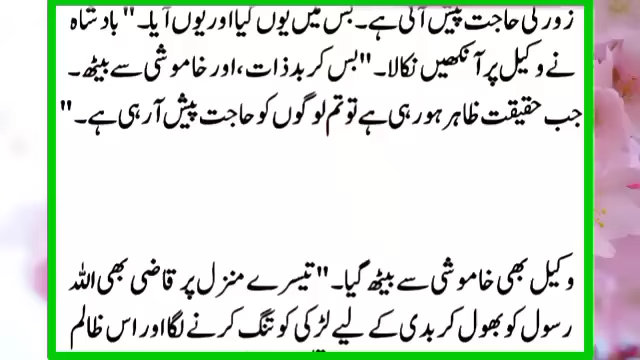 زور کی حاجت پیش آئی ہے۔ بس میں یوں گیا اور یوں آیا۔" بادشاہ
نے وکیل پر آنکھیں نکالا۔" بس کر بدذات، اور خاموشی سے بیٹھ۔
جب حقیقت ظاہر ہو رہی ہے تو تم لوگوں کو حاجت پیش آ رہی ہے۔"
وکیل بھی خاموشی سے بیٹھ گیا۔" تیسرے منزل پر قاضی بھی اللہ
رسول کو بھول کر بدی کے لیے لڑکی کو تنگ کرنے لگا اور اس ظالم